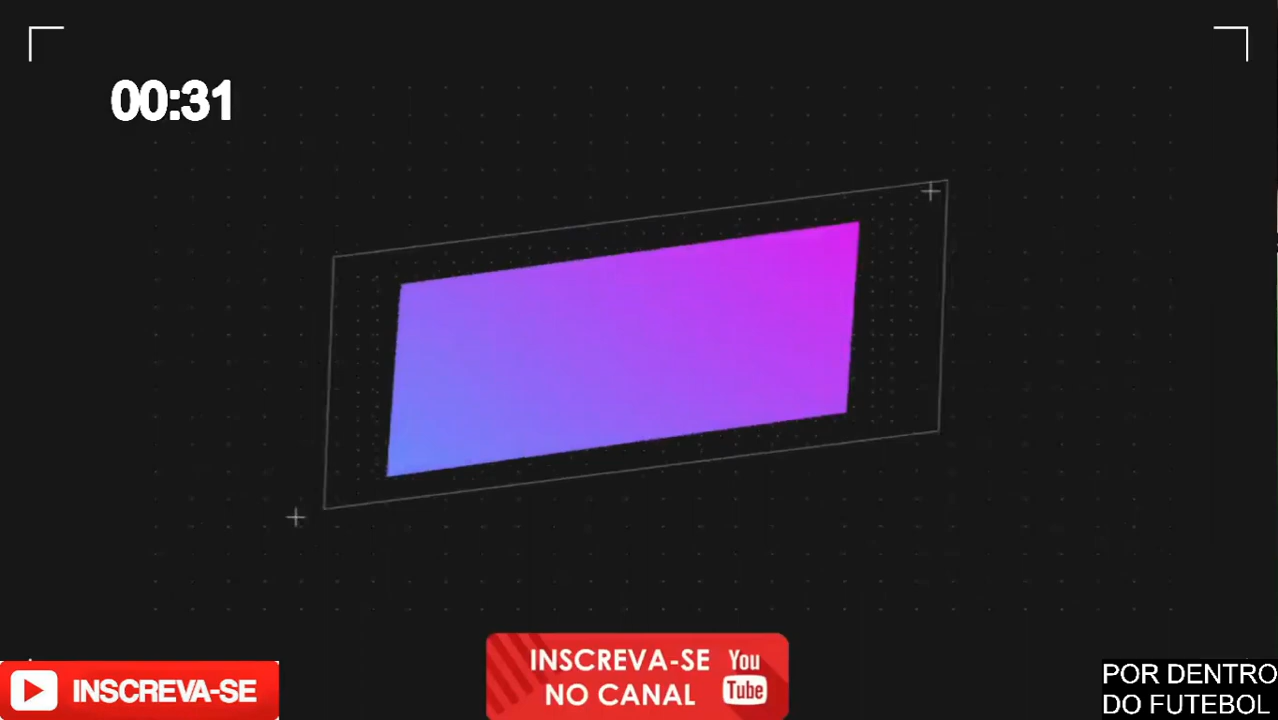 00:31
INSCREVA-SE
INSCREVA-SE
NO CANAL
You
Tube
POR DENTRO
DO FUTEBOL